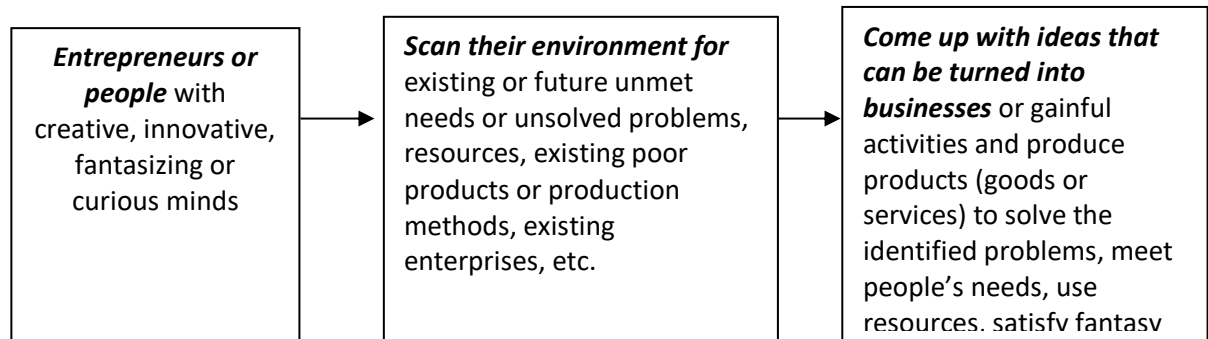 Entrepreneurs or
people with
creative, innovative,
fantasizing or
curious minds
Scan their environment for
existing or future unmet
needs or unsolved problems,
resources, existing poor
products or production
methods, existing
enterprises, etc.
Come up with ideas that
can be turned into
businesses or gainful
activities and produce
products (goods or
services) to solve the
identified problems, meet
people’s needs, use
resources, satisfy fantasy